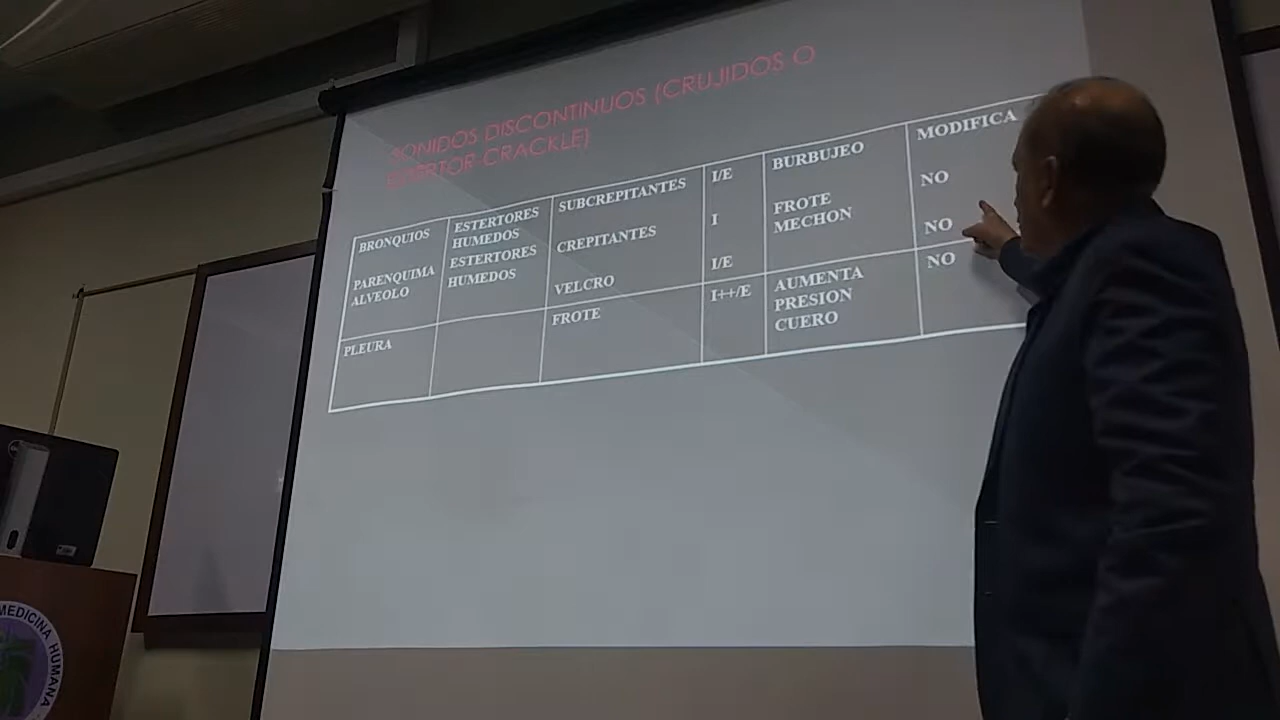 SONIDOS DISCONTINUOS (CRUJIDOS O
ESERTOR-CRACKLE)
BRONQUIOS
PARENQUIMA
ALVEOLO
ESTERTORES
HUMEDOS
ESTERTORES
HUMEDOS
SUBCREPITANTES
CREPITANTES
VELCRO
I/E
I
I/E
BURBUJEO
FROTE
MECHON
MODIFICA
NO
NO
PLEURA
FROTE
I++/E
AUMENTA
PRESION
CUERO
NO
MEDICINA HUMANA